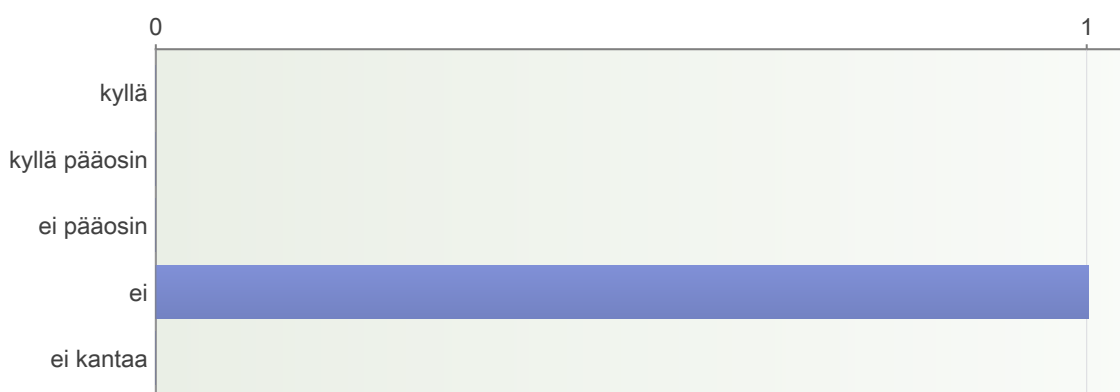 0 1
kyllä
kyllä pääosin
ei pääosin
ei
ei kantaa